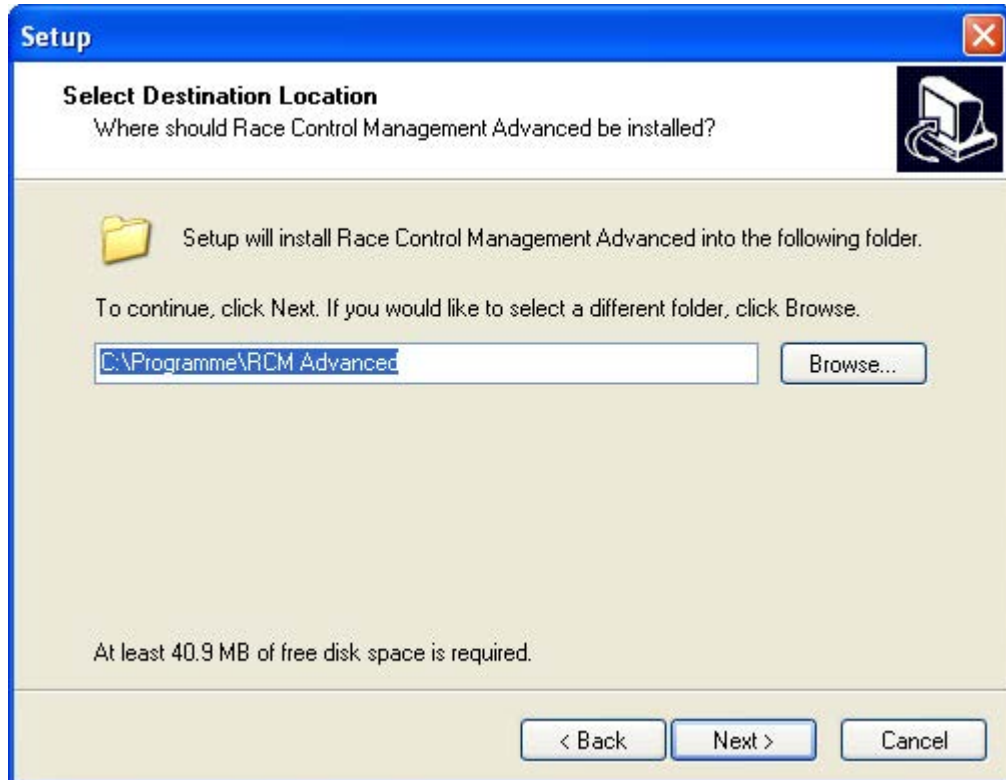 Setup
Select Destination Location
Where should Race Control Management Advanced be installed?
Setup will install Race Control Management Advanced into the following folder.
To continue, click Next. If you would like to select a different folder, click Browse.
C:\Programme\RCM Advanced
Browse...
At least 40.9 MB of free disk space is required.
< Back
Next >
Cancel